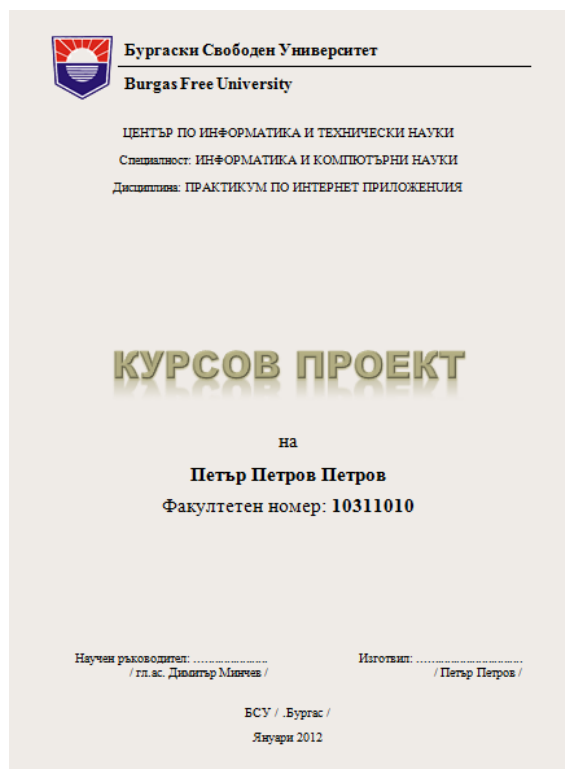 Бургаски Свободен Университет
Burgas Free University
ЦЕНТЪР ПО ИНФОРМАТИКА И ТЕХНИЧЕСКИ НАУКИ
Специалност: ИНФОРМАТИКА И КОМПЮТЪРНИ НАУКИ
Дисциплина: ПРАКТИКУМ ПО ИНТЕРНЕТ ПРИЛОЖЕНUИЯ
КУРСОВ ПРОЕКТ
на
Петър Петров Петров
Факултетен номер: 10311010
Научен ръководител: ........................ Изготвил: ..................................
/ гл.ас. Димитър Минчев / / Петър Петров /
БСУ / .Бургас /
Януари 2012